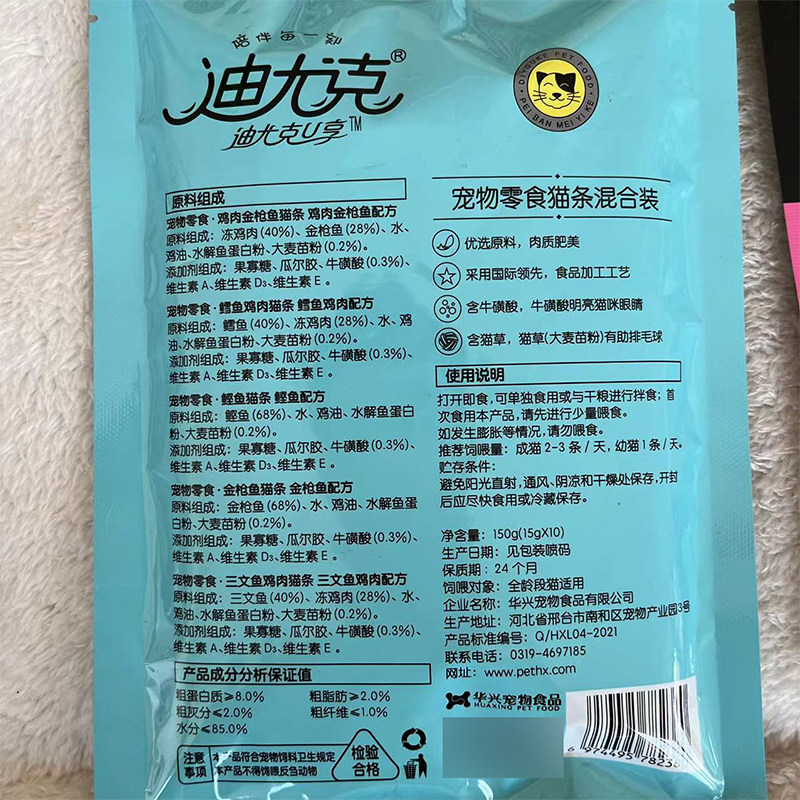 陪伴每一刻
迪尤克®
迪尤克U享™
DIYOUKE PET FOOD
PEI BAN MEI YI KE
原料组成
宠物零食·鸡肉金枪鱼猫条 鸡肉金枪鱼配方
原料组成：冻鸡肉(40%)、金枪鱼(28%)、水、
鸡油、水解鱼蛋白粉、大麦苗粉(0.2%)。
添加剂组成：果寡糖、瓜尔胶、牛磺酸(0.3%)、
维生素 A、维生素 D₃、维生素 E 。
宠物零食·鳕鱼鸡肉猫条 鳕鱼鸡肉配方
原料组成：鳕鱼(40%)、冻鸡肉(28%)、水、鸡
油、水解鱼蛋白粉、大麦苗粉(0.2%)。
添加剂组成：果寡糖、瓜尔胶、牛磺酸(0.3%)、
维生素 A、维生素 D₃、维生素 E 。
宠物零食·鲣鱼猫条 鲣鱼配方
原料组成：鲣鱼(68%)、水、鸡油、水解鱼蛋白
粉、大麦苗粉(0.2%)。
添加剂组成：果寡糖、瓜尔胶、牛磺酸(0.3%)、
维生素 A、维生素 D₃、维生素 E 。
宠物零食·金枪鱼猫条 金枪鱼配方
原料组成：金枪鱼(68%)、水、鸡油、水解鱼蛋
白粉、大麦苗粉(0.2%)。
添加剂组成：果寡糖、瓜尔胶、牛磺酸(0.3%)、
维生素 A、维生素 D₃、维生素 E 。
宠物零食·三文鱼鸡肉猫条 三文鱼鸡肉配方
原料组成：三文鱼(40%)、冻鸡肉(28%)、水、
鸡油、水解鱼蛋白粉、大麦苗粉(0.2%)。
添加剂组成：果寡糖、瓜尔胶、牛磺酸(0.3%)、
维生素 A、维生素 D₃、维生素 E 。
产品成分分析保证值
粗蛋白质≥8.0% 粗脂肪≥2.0%
粗灰分≤2.0% 粗纤维≤1.0%
水分≤85.0%
注意事项
本产品符合宠物饲料卫生规定
本产品不得饲喂反刍动物
检验
合格
宠物零食猫条混合装
优选原料，肉质肥美
采用国际领先，食品加工工艺
含牛磺酸，牛磺酸明亮猫咪眼睛
含猫草，猫草(大麦苗粉)有助排毛球
使用说明
打开即食，可单独食用或与干粮进行拌食；首
次食用本产品，请先进行少量喂食。
如发生膨胀等情况，请勿喂食。
推荐饲喂量：成猫 2-3 条 / 天，幼猫 1 条 / 天。
贮存条件：
避免阳光直射，通风、阴凉和干燥处保存，开封
后应尽快食用或冷藏保存。
净含量：150g(15gX10)
生产日期：见包装喷码
保质期：24 个月
饲喂对象：全龄段猫适用
企业名称：华兴宠物食品有限公司
生产地址：河北省邢台市南和区宠物产业园3号
产品标准编号：Q/HXL04-2021
联系电话：0319-4697185
网址：www.pethx.com
华兴宠物食品
HUAXING PET FOOD
6 974495 7823